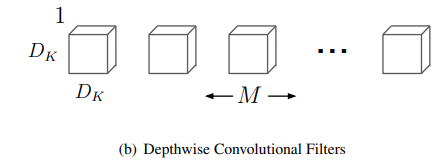 1
D_K
D_K
M
...
(b) Depthwise Convolutional Filters